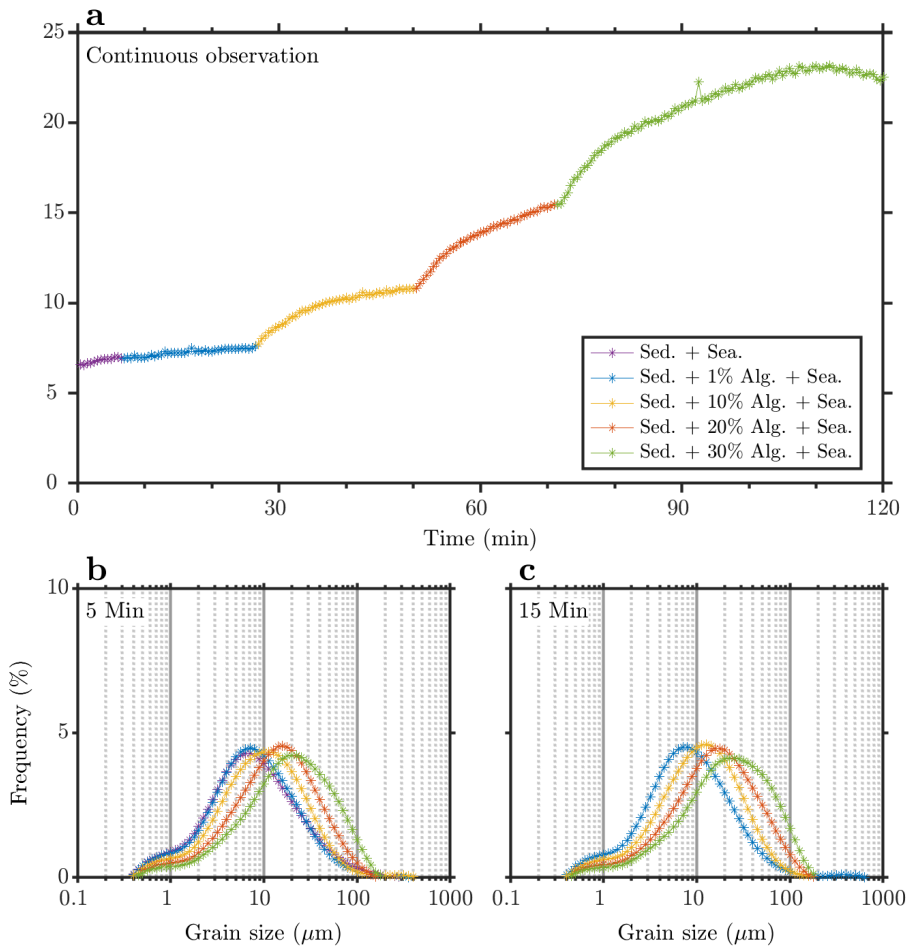 a
25
Continuous observation
20
15
10
5
0
Sed. + Sea.
Sed. + 1% Alg. + Sea.
Sed. + 10% Alg. + Sea.
Sed. + 20% Alg. + Sea.
Sed. + 30% Alg. + Sea.
0 30 60 90 120
Time (min)
b
10
5 Min
5
0
Frequency (%)
0.1 1 10 100 1000
Grain size (μm)
c
15 Min
0.1 1 10 100 1000
Grain size (μm)